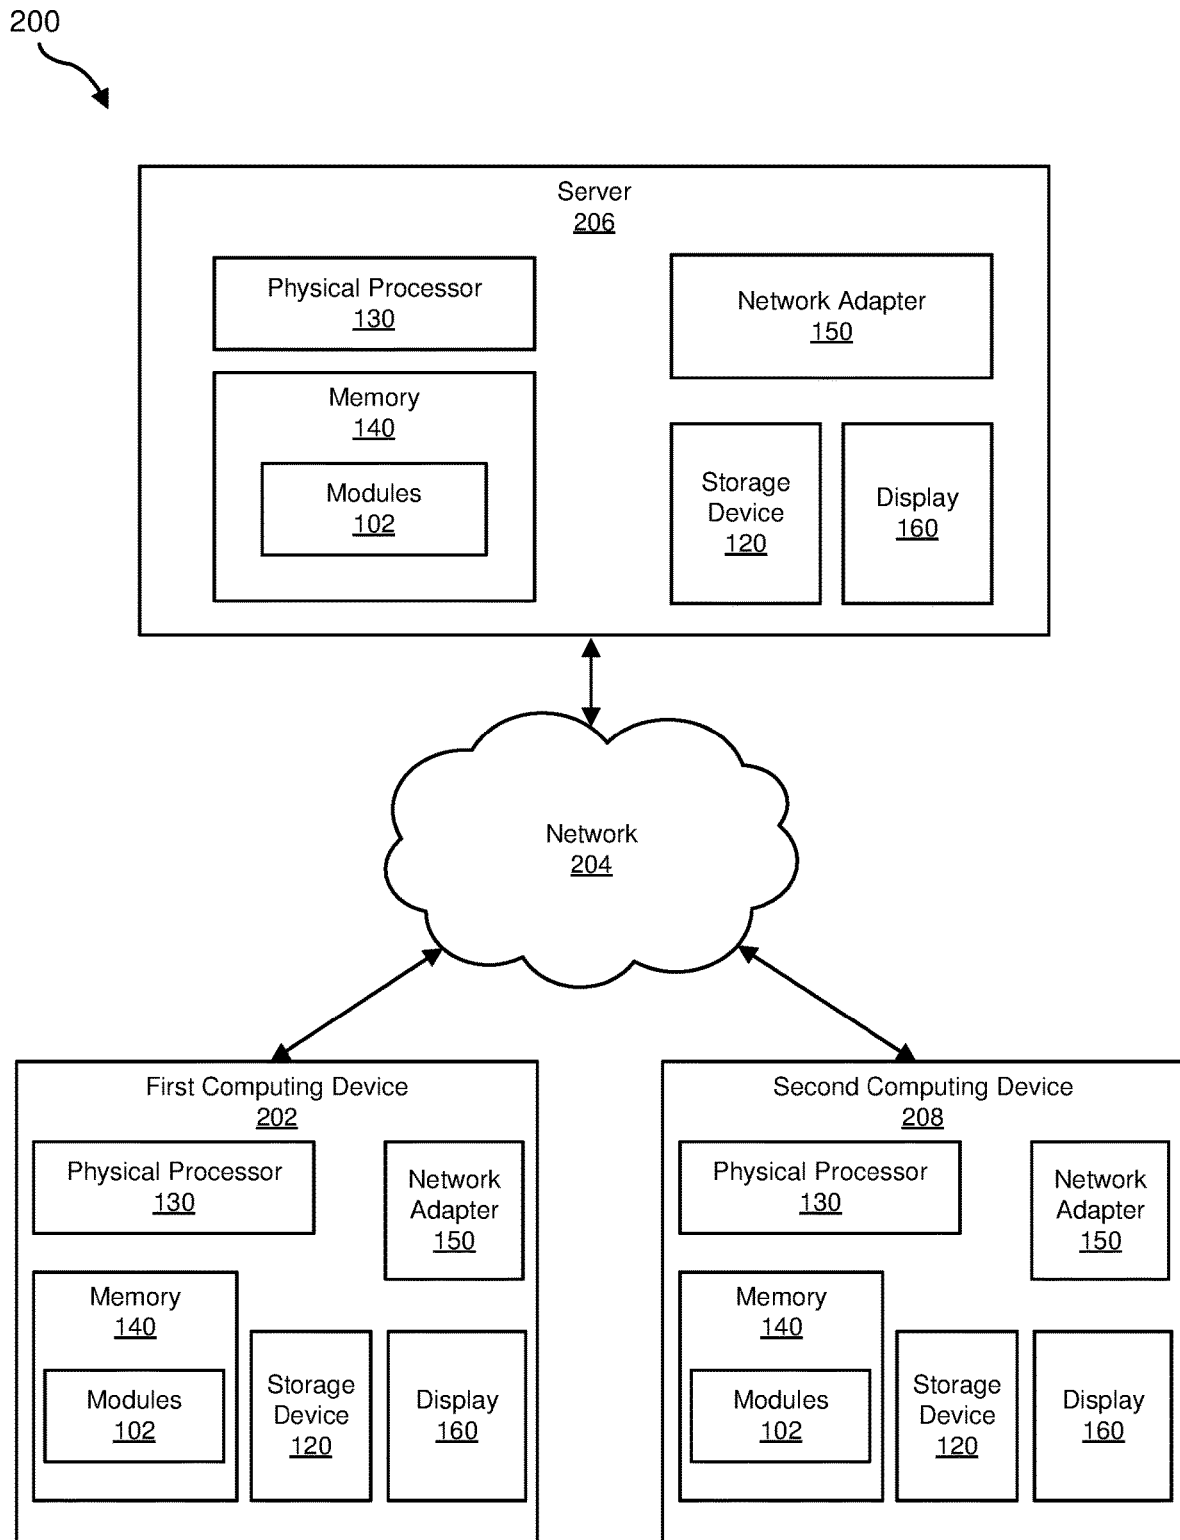 200
Server
206
Physical Processor
130
Network Adapter
150
Memory
140
Modules
102
Storage
Device
120
Display
160
Network
204
First Computing Device
202
Physical Processor
130
Network
Adapter
150
Memory
140
Modules
102
Storage
Device
120
Display
160
Second Computing Device
208
Physical Processor
130
Network
Adapter
150
Memory
140
Modules
102
Storage
Device
120
Display
160